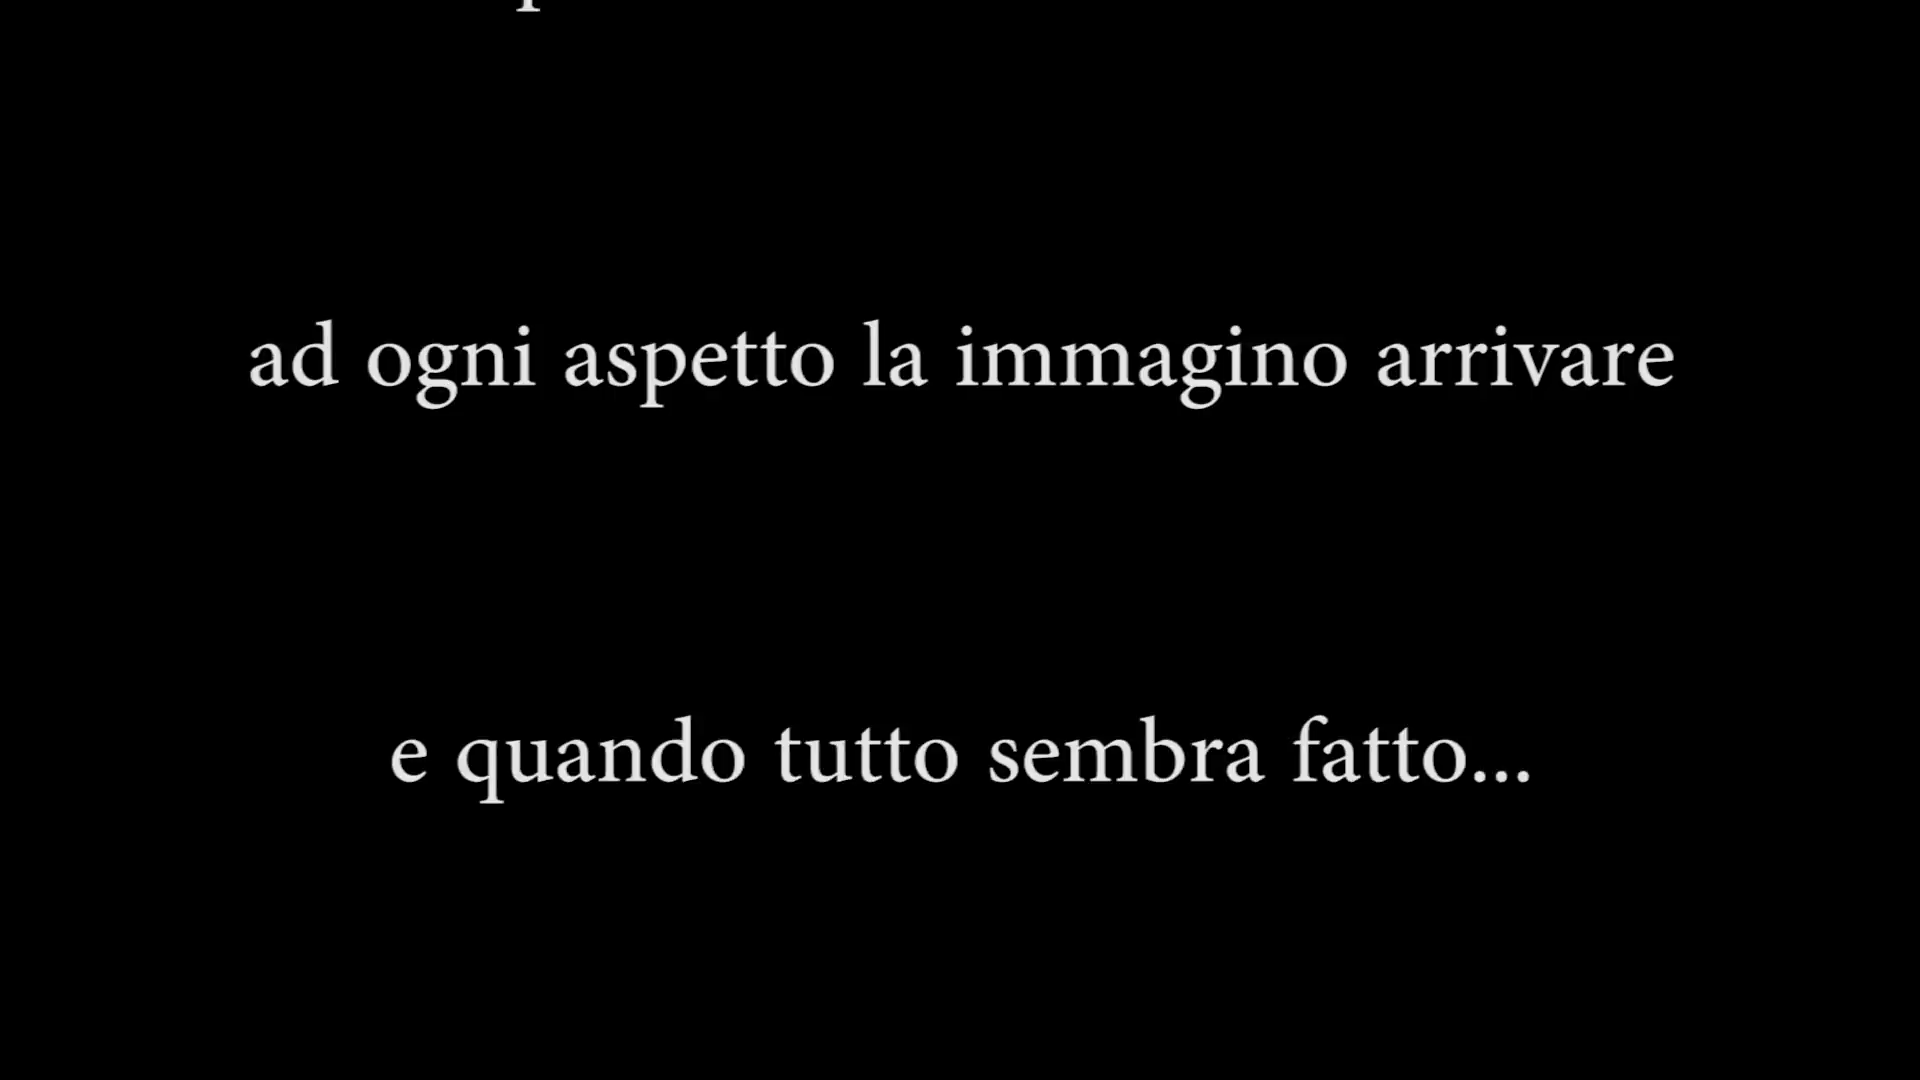 ad ogni aspetto la immagino arrivare
e quando tutto sembra fatto...